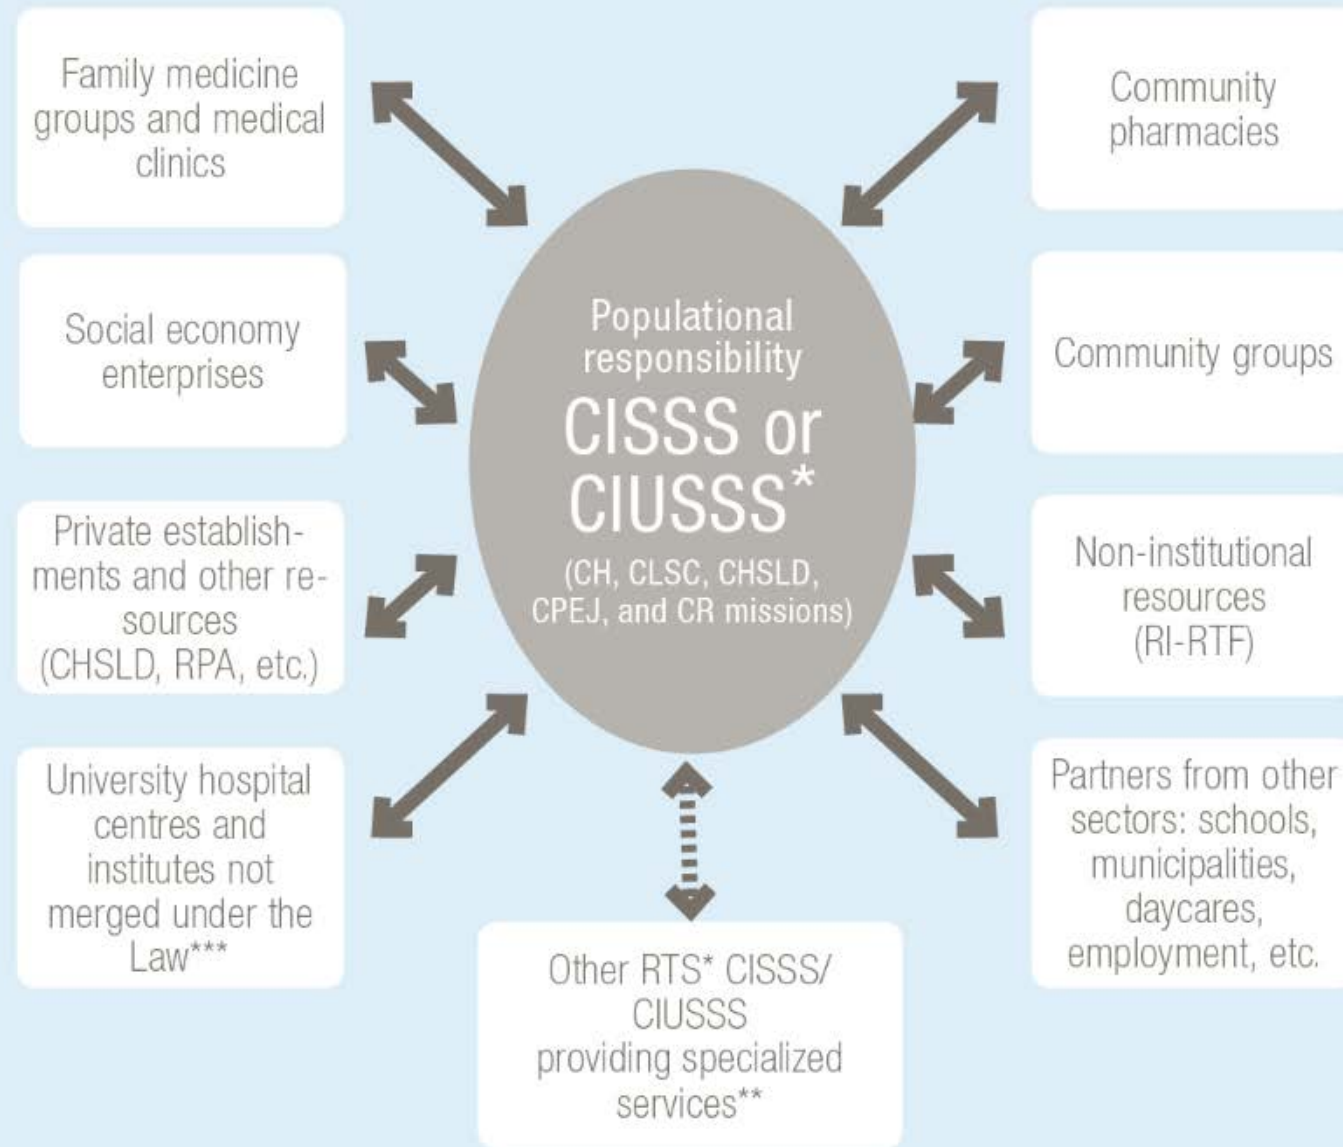 Family medicine
groups and medical
clinics
Social economy
enterprises
Private establish-
ments and other re-
sources
(CHSLD, RPA, etc.)
University hospital
centres and
institutes not
merged under the
Law***
Populational
responsibility
CISSS or
CIUSSS*
(CH, CLSC, CHSLD,
CPEJ, and CR missions)
Other RTS* CISSS/
CIUSSS
providing specialized
services**
Community
pharmacies
Community groups
Non-institutional
resources
(RI-RTF)
Partners from other
sectors: schools,
municipalities,
daycares,
employment, etc.